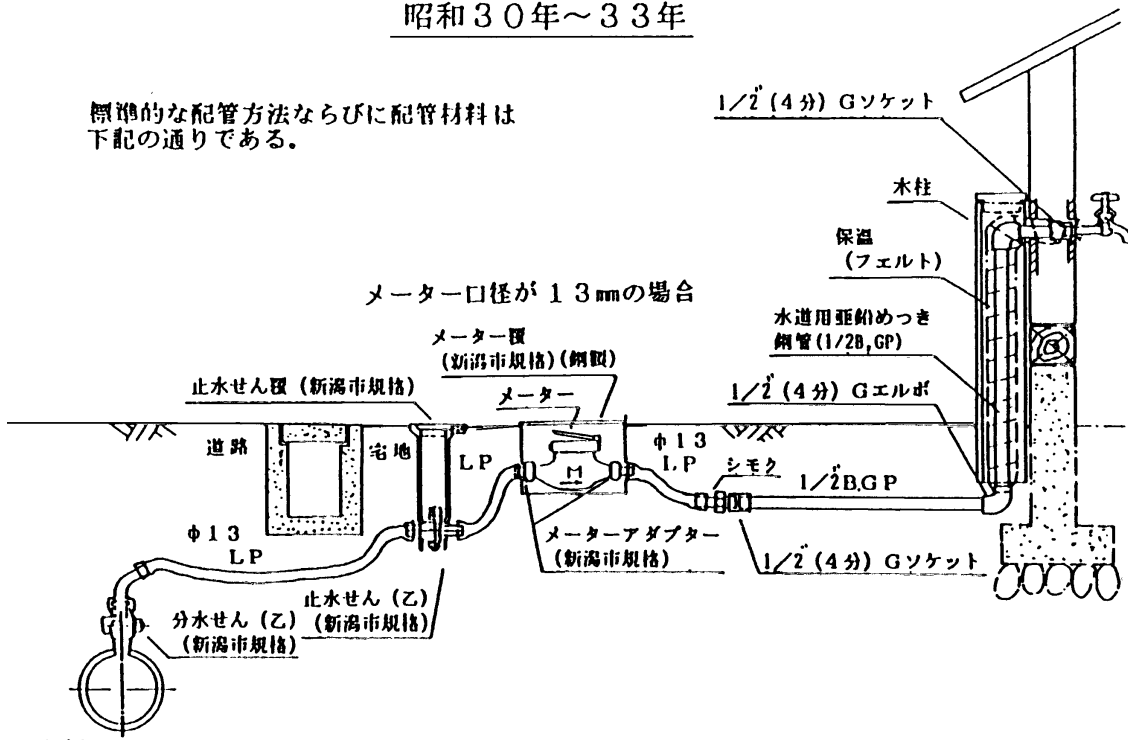 昭和30年～33年
標準的な配管方法ならびに配管材料は
下記の通りである。
1/2"(4分) Gソケット
水柱
保温
(フェルト)
メーター口径が 13㎜の場合
水道用亜鉛めっき
鋼管(1/2B,GP)
メーター覆
(新潟市規格)(鋼製)
止水せん覆 (新潟市規格)
メーター
1/2"(4分) Gエルボ
道路
宅地
LP
M
φ13
LP
シモク
1/2"B,GP
φ13
LP
メーターアダプター
(新潟市規格)
1/2"(4分) Gソケット
止水せん (乙)
(新潟市規格)
分水せん (乙)
(新潟市規格)